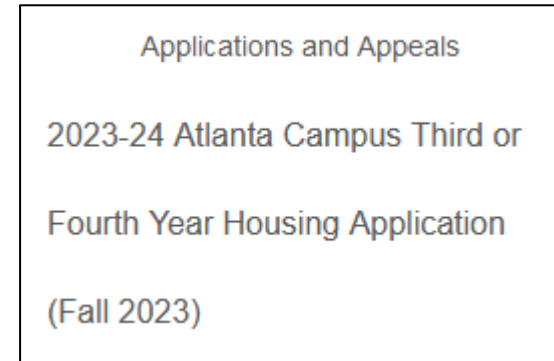 Applications and Appeals
2023-24 Atlanta Campus Third or
Fourth Year Housing Application
(Fall 2023)